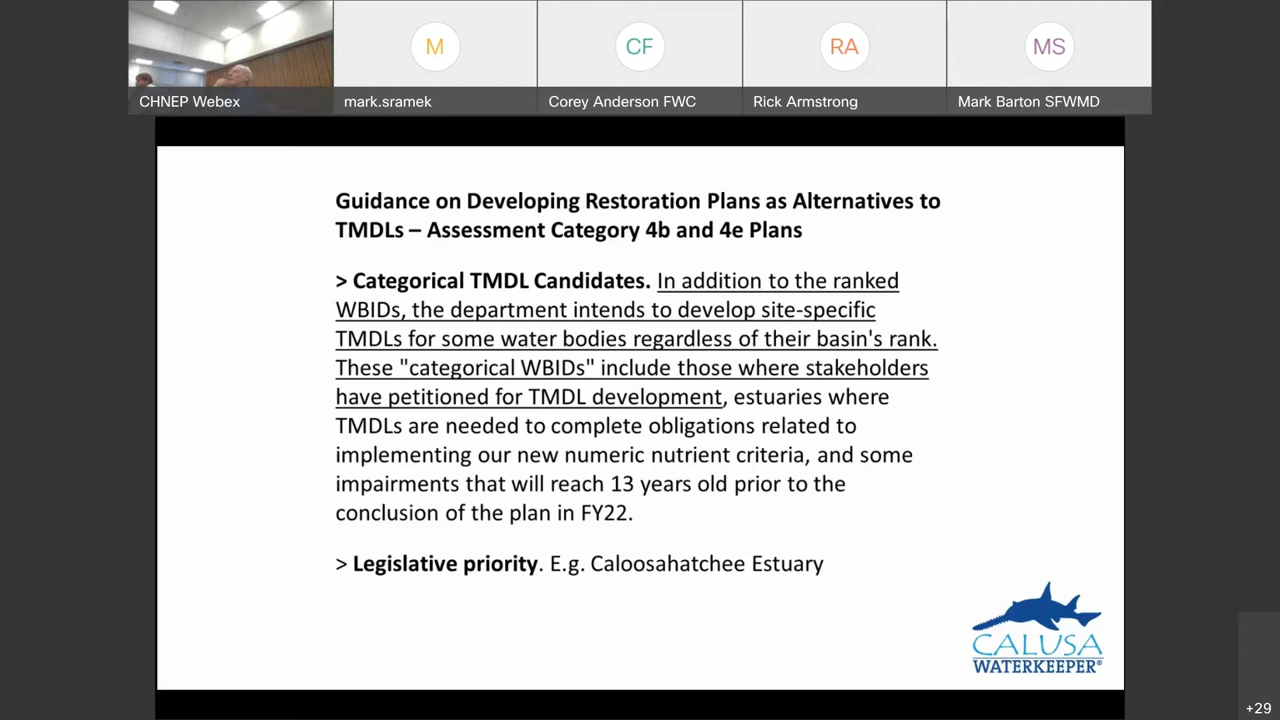 M
CF
RA
MS
CHNEP Webex
mark.sramek
Corey Anderson FWC
Rick Armstrong
Mark Barton SFWMD
Guidance on Developing Restoration Plans as Alternatives to
TMDLs – Assessment Category 4b and 4e Plans
> Categorical TMDL Candidates. In addition to the ranked
WBIDs, the department intends to develop site-specific
TMDLs for some water bodies regardless of their basin's rank.
These "categorical WBIDs" include those where stakeholders
have petitioned for TMDL development, estuaries where
TMDLs are needed to complete obligations related to
implementing our new numeric nutrient criteria, and some
impairments that will reach 13 years old prior to the
conclusion of the plan in FY22.
> Legislative priority. E.g. Caloosahatchee Estuary
CALUSA
WATERKEEPER®
+29